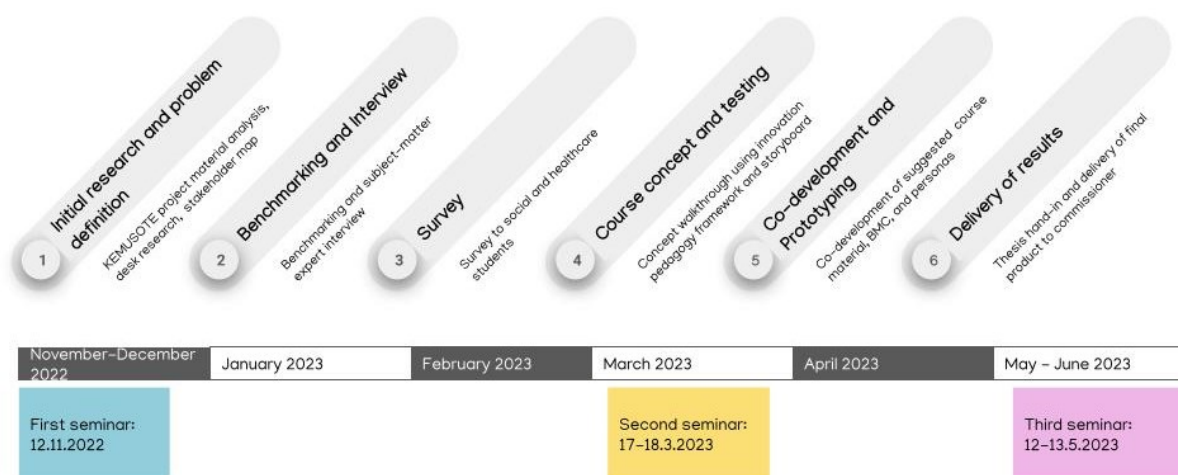 1
Initial research and problem
definition
KEMUSOTE project material analysis,
desk research, stakeholder map
2
Benchmarking and Interview
Benchmarking and subject-matter
expert interview
3
Survey
Survey to social and healthcare
students
4
Course concept and testing
Concept walkthrough using innovation
pedagogy framework and storyboard
5
Co-development and
Prototyping
Co-development of suggested course
material, BMC, and personas
6
Delivery of results
Thesis hand-in and delivery of final
product to commissioner
November-December
2022
January 2023
February 2023
March 2023
April 2023
May - June 2023
First seminar:
12.11.2022
Second seminar:
17-18.3.2023
Third seminar:
12-13.5.2023